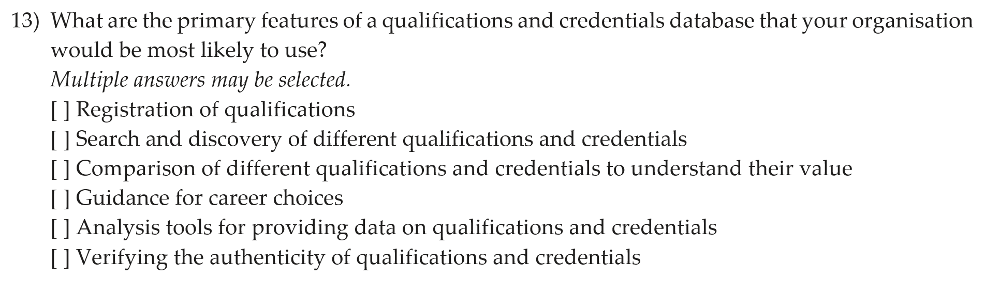 13) What are the primary features of a qualifications and credentials database that your organisation
would be most likely to use?
Multiple answers may be selected.
[ ] Registration of qualifications
[ ] Search and discovery of different qualifications and credentials
[ ] Comparison of different qualifications and credentials to understand their value
[ ] Guidance for career choices
[ ] Analysis tools for providing data on qualifications and credentials
[ ] Verifying the authenticity of qualifications and credentials